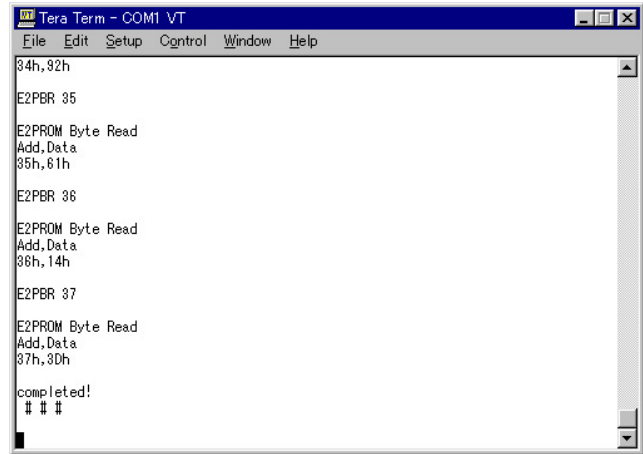 Tera Term - COM1 VT
File Edit Setup Control Window Help
34h,92h
E2PBR 35
E2PROM Byte Read
Add,Data
35h,61h
E2PBR 36
E2PROM Byte Read
Add,Data
36h,14h
E2PBR 37
E2PROM Byte Read
Add,Data
37h,3Dh
completed!
# # #